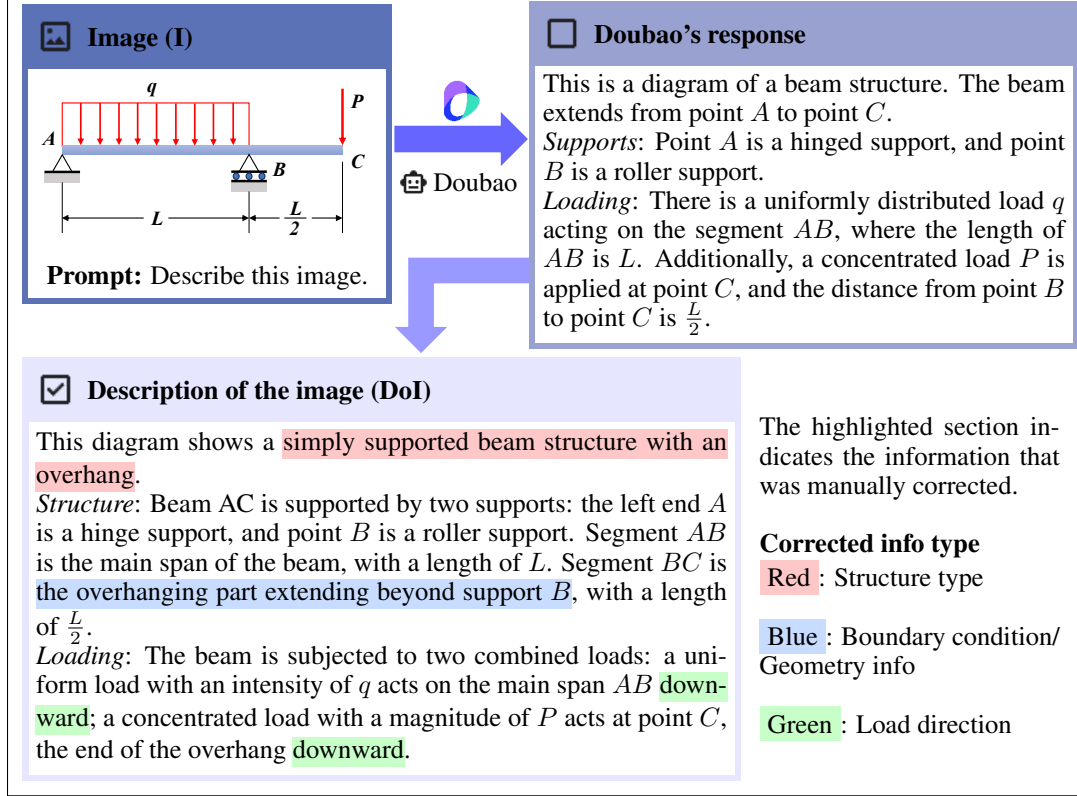 Image (I)
q
P
A
B
C
L
L
2
Prompt: Describe this image.
Doubao
Doubao's response
This is a diagram of a beam structure. The beam
extends from point A to point C.
Supports: Point A is a hinged support, and point
B is a roller support.
Loading: There is a uniformly distributed load q
acting on the segment AB, where the length of
AB is L. Additionally, a concentrated load P is
applied at point C, and the distance from point B
to point C is L/2.
Description of the image (DoI)
This diagram shows a simply supported beam structure with an
overhang.
Structure: Beam AC is supported by two supports: the left end A
is a hinge support, and point B is a roller support. Segment AB
is the main span of the beam, with a length of L. Segment BC is
the overhanging part extending beyond support B, with a length
of L/2.
Loading: The beam is subjected to two combined loads: a uni-
form load with an intensity of q acts on the main span AB down-
ward; a concentrated load with a magnitude of P acts at point C,
the end of the overhang downward.
The highlighted section in-
dicates the information that
was manually corrected.
Corrected info type
Red : Structure type
Blue : Boundary condition/
Geometry info
Green : Load direction